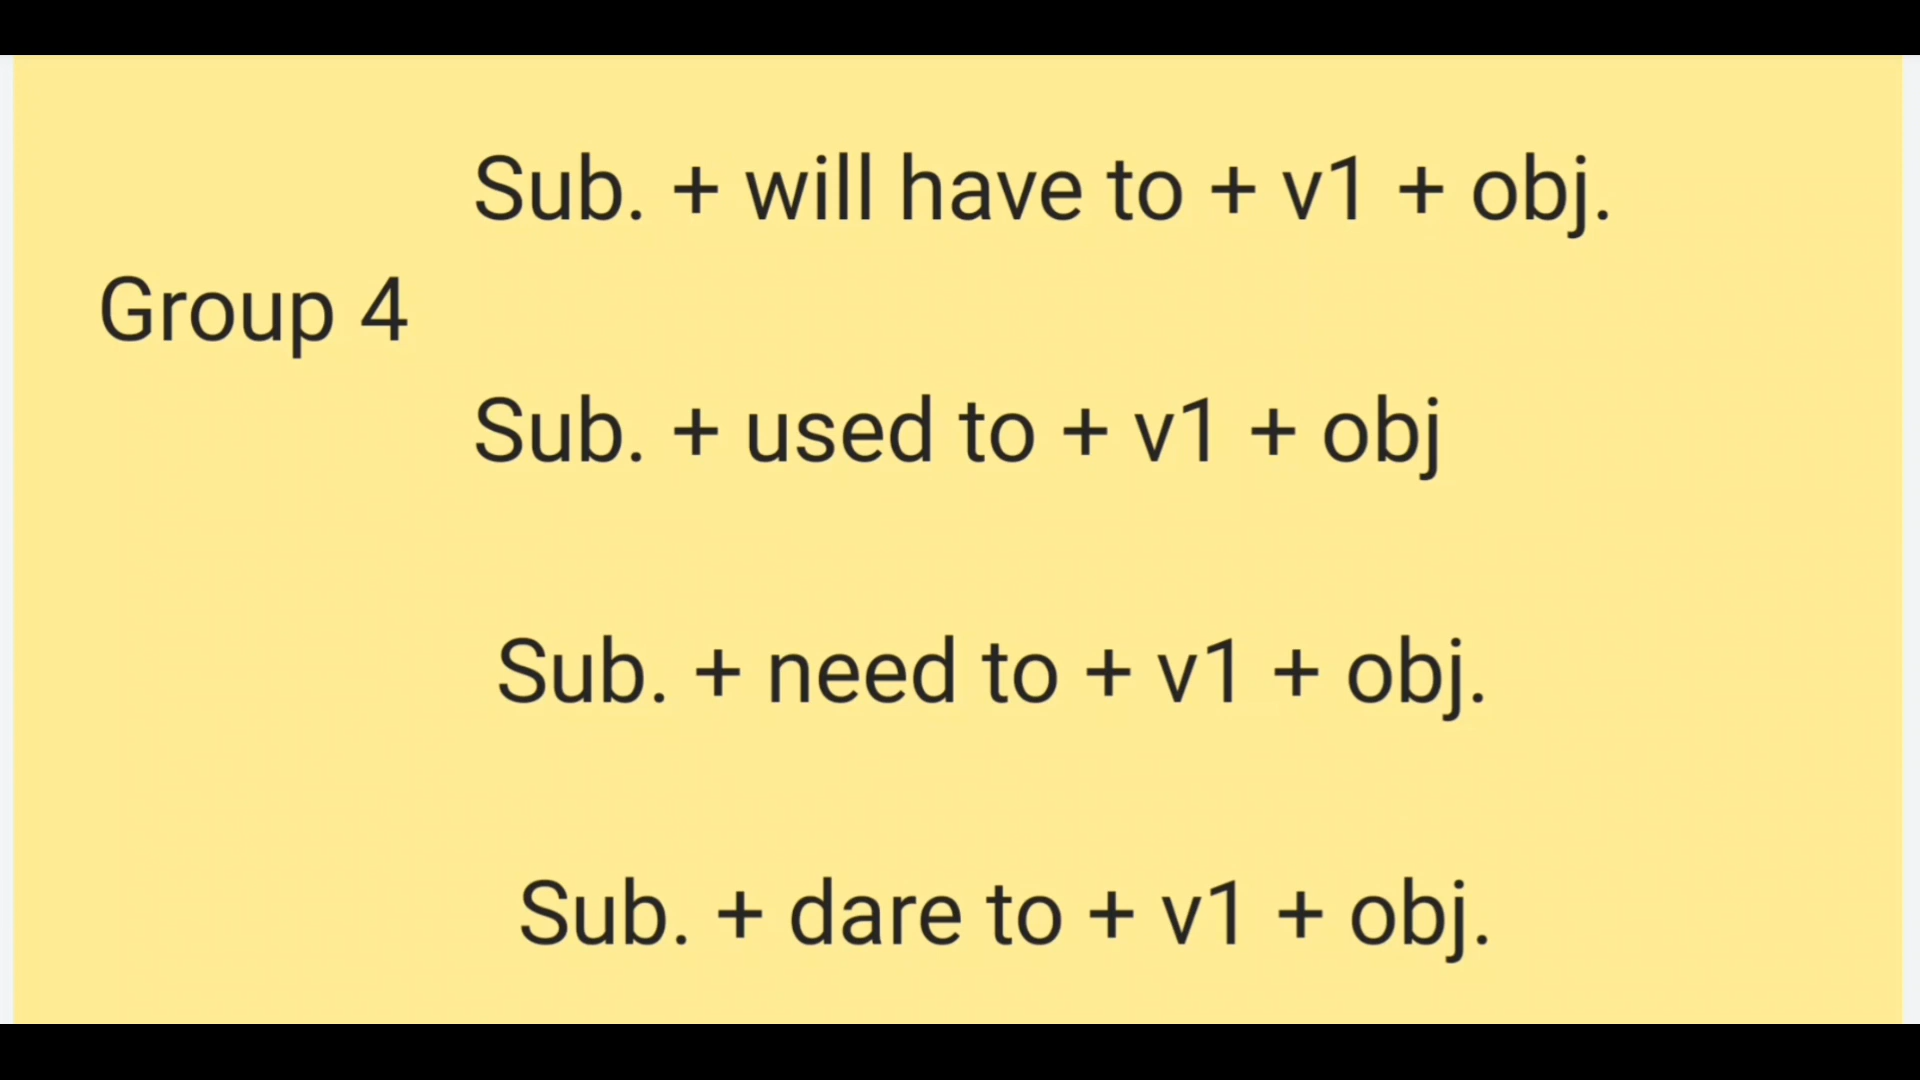 Sub. + will have to + v1 + obj.
Group 4
Sub. + used to + v1 + obj
Sub. + need to + v1 + obj.
Sub. + dare to + v1 + obj.